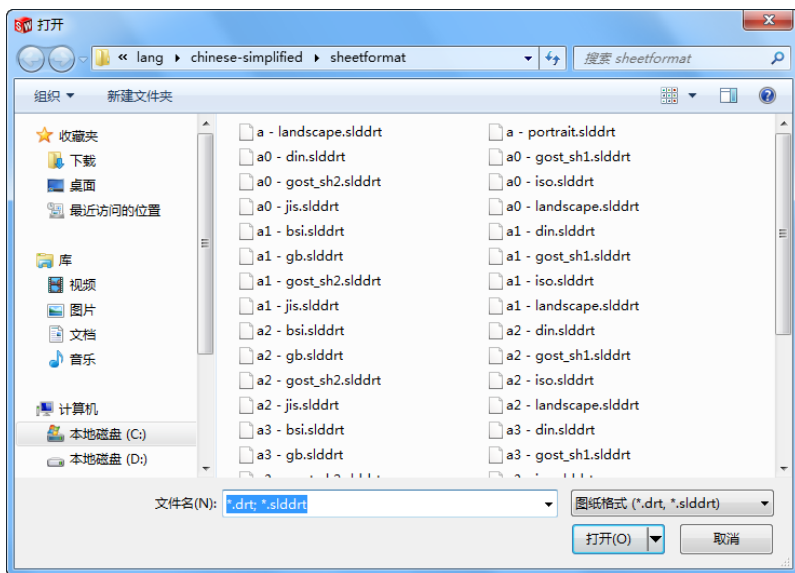 打开
« lang ▸ chinese-simplified ▸ sheetformat
搜索 sheetformat
组织 新建文件夹
收藏夹
下载
桌面
最近访问的位置
库
视频
图片
文档
音乐
计算机
本地磁盘 (C:)
本地磁盘 (D:)
a - landscape.slddrt a - portrait.slddrt
a0 - din.slddrt a0 - gost_sh1.slddrt
a0 - gost_sh2.slddrt a0 - iso.slddrt
a0 - jis.slddrt a0 - landscape.slddrt
a1 - bsi.slddrt a1 - din.slddrt
a1 - gb.slddrt a1 - gost_sh1.slddrt
a1 - gost_sh2.slddrt a1 - iso.slddrt
a1 - jis.slddrt a1 - landscape.slddrt
a2 - bsi.slddrt a2 - din.slddrt
a2 - gb.slddrt a2 - gost_sh1.slddrt
a2 - gost_sh2.slddrt a2 - iso.slddrt
a2 - jis.slddrt a2 - landscape.slddrt
a3 - bsi.slddrt a3 - din.slddrt
a3 - gb.slddrt a3 - gost_sh1.slddrt
文件名(N): *.drt; *.slddrt 图纸格式 (*.drt, *.slddrt)
打开(O) 取消